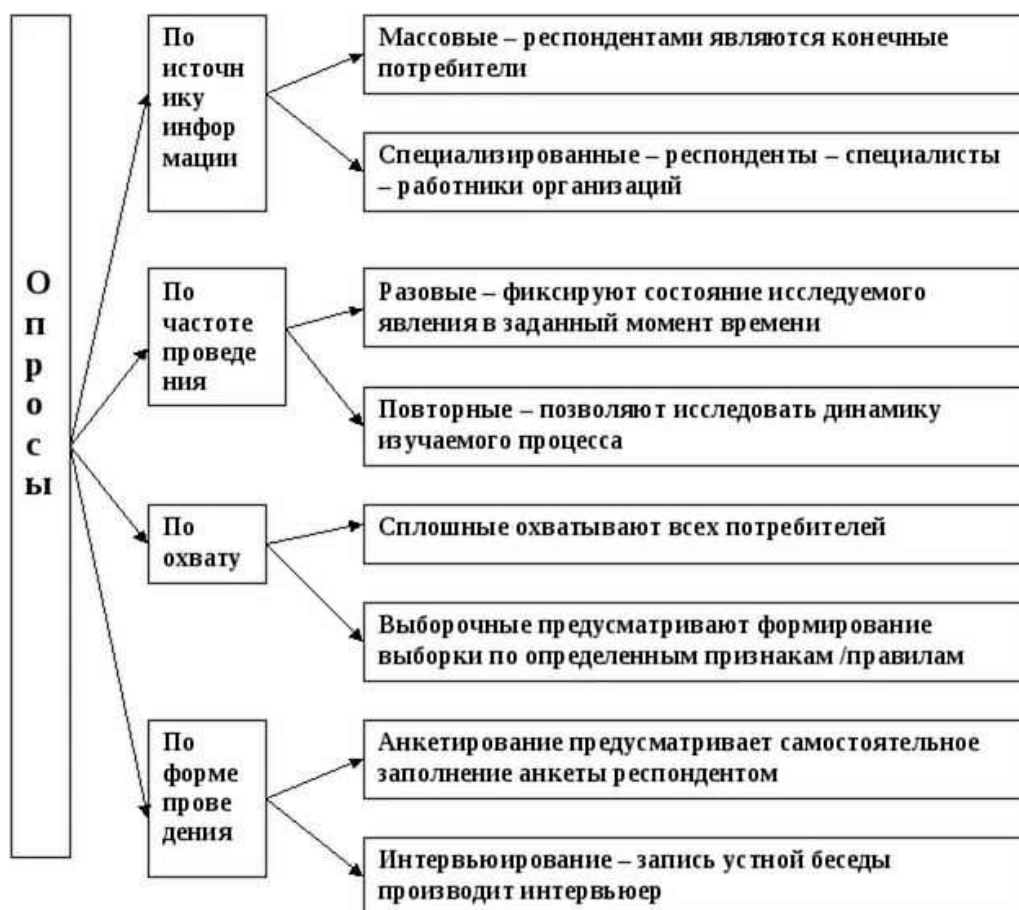 Опросы
По
источн
ику
инфор
мации
Массовые – респондентами являются конечные
потребители
Специализированные – респонденты – специалисты
– работники организаций
По
частоте
проведе
ния
Разовые – фиксируют состояние исследуемого
явления в заданный момент времени
Повторные – позволяют исследовать динамику
изучаемого процесса
По
охвату
Сплошные охватывают всех потребителей
Выборочные предусматривают формирование
выборки по определенным признакам /правилам
По
форме
прове
дения
Анкетирование предусматривает самостоятельное
заполнение анкеты респондентом
Интервьюирование – запись устной беседы
производит интервьюер